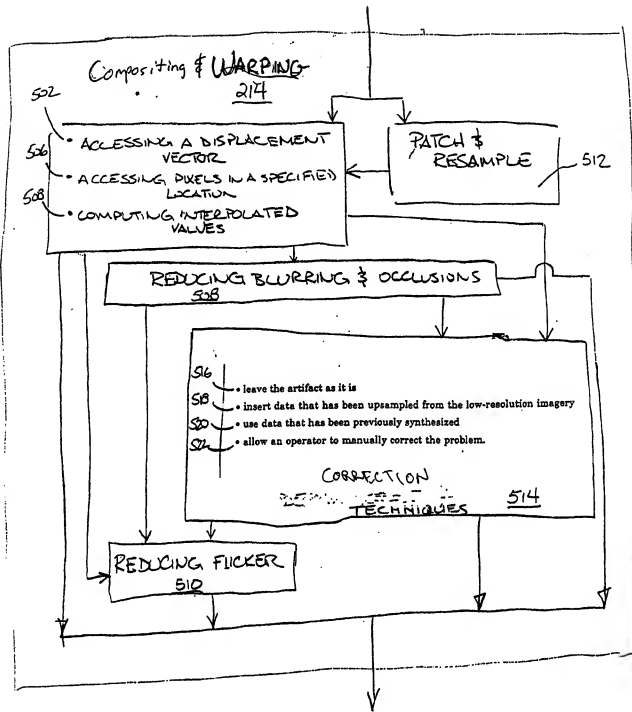 Compositing & WARPING
214
502
• ACCESSING A DISPLACEMENT
VECTOR
506
• ACCESSING PIXELS IN A SPECIFIED
LOCATION
508
• COMPUTING INTERPOLATED
VALUES
PATCH &
RESAMPLE
512
REDUCING BLURRING & OCCLUSIONS
508
516
• leave the artifact as it is
518
• insert data that has been upsampled from the low-resolution imagery
520
• use data that has been previously synthesized
522
• allow an operator to manually correct the problem.
CORRECTION
TECHNIQUES
514
REDUCING FLICKER
510